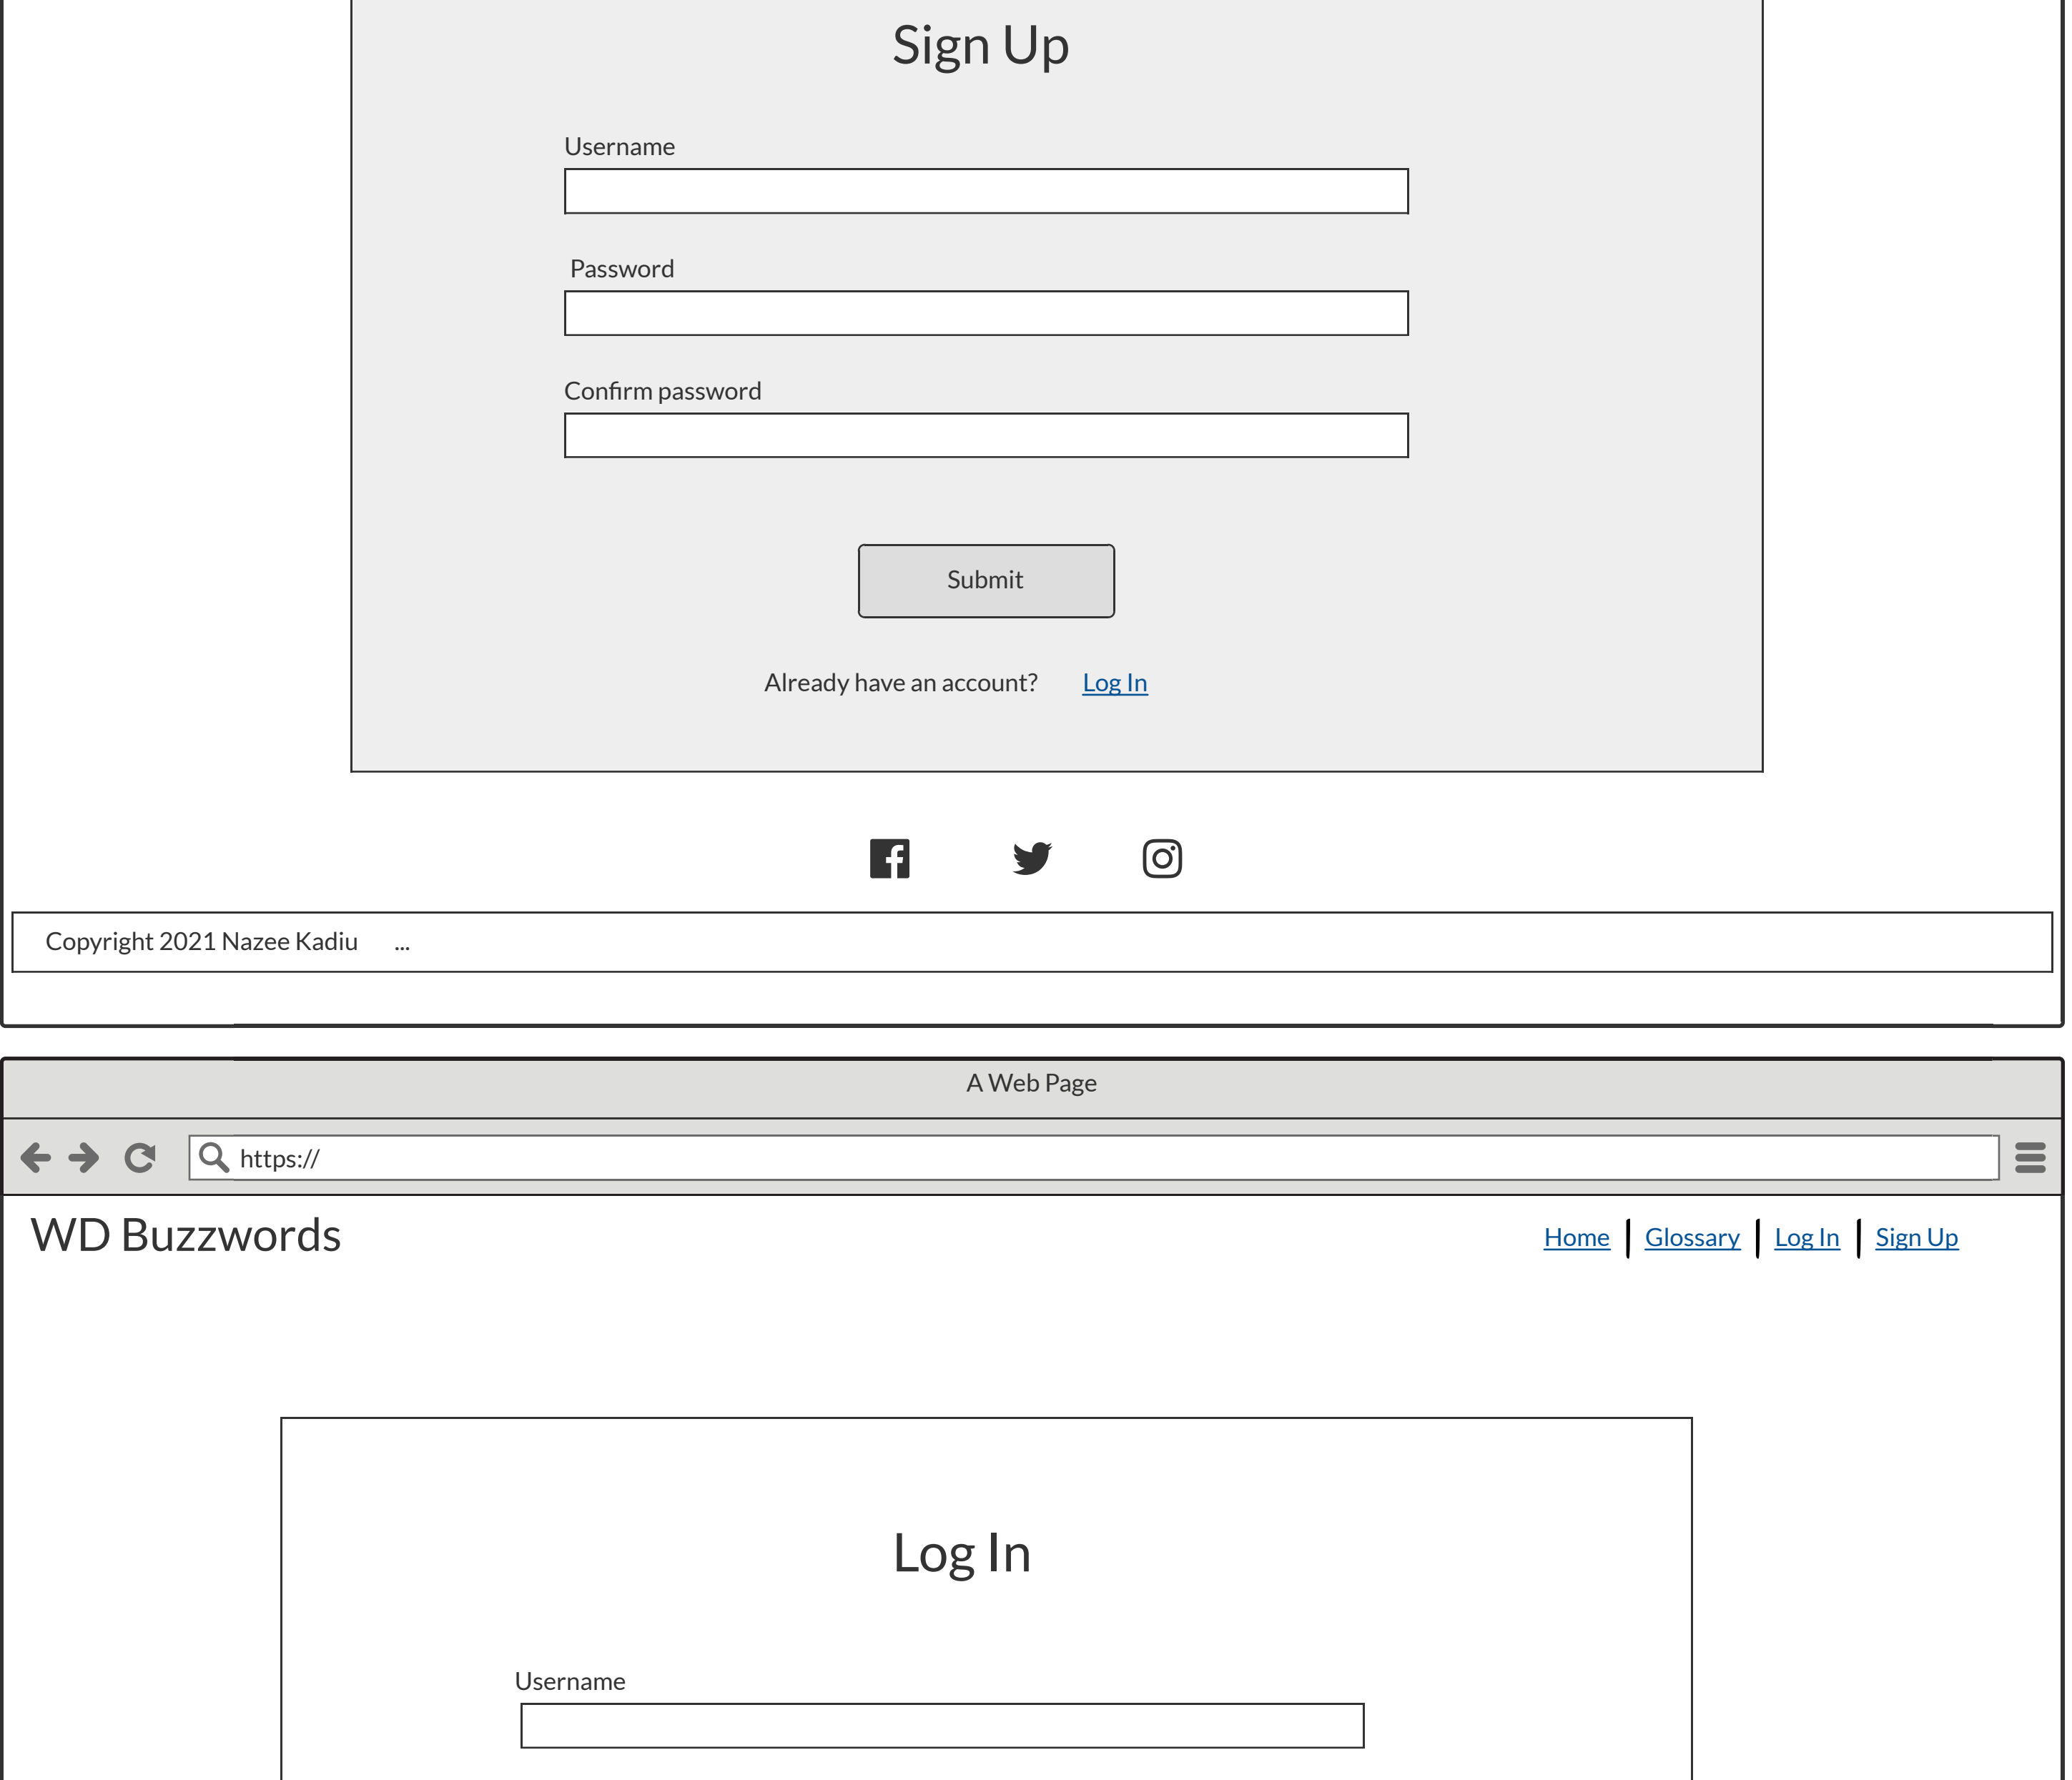 Sign Up
Username
Password
Confirm password
Submit
Already have an account? Log In
Copyright 2021 Nazee Kadiu ...
A Web Page
https://
WD Buzzwords
Home | Glossary | Log In | Sign Up
Log In
Username